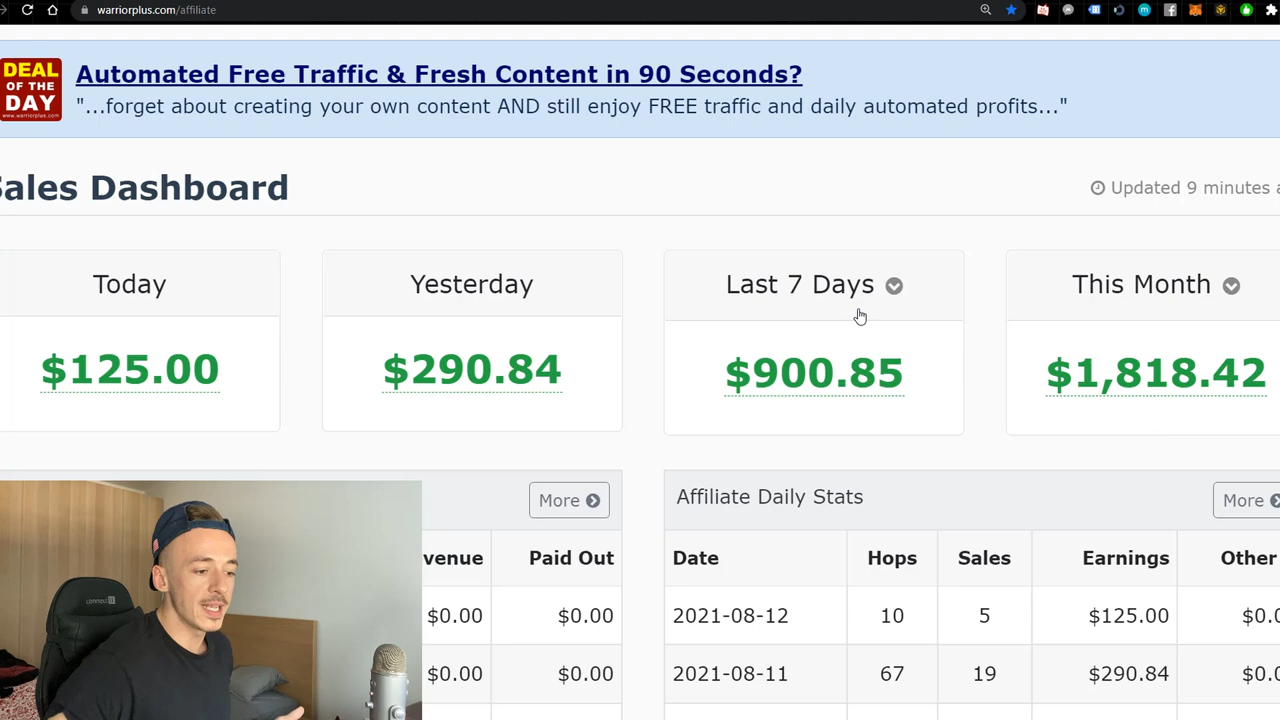 warriorplus.com/affiliate
DEAL
OF THE
DAY
www.warriorplus.com
Automated Free Traffic & Fresh Content in 90 Seconds?
"...forget about creating your own content AND still enjoy FREE traffic and daily automated profits..."
Sales Dashboard
Updated 9 minutes a
Today
Yesterday
Last 7 Days
This Month
$125.00
$290.84
$900.85
$1,818.42
More
Affiliate Daily Stats
More
venue
Paid Out
Date
Hops
Sales
Earnings
Other
$0.00
$0.00
2021-08-12
10
5
$125.00
$0.0
$0.00
$0.00
2021-08-11
67
19
$290.84
$0.0